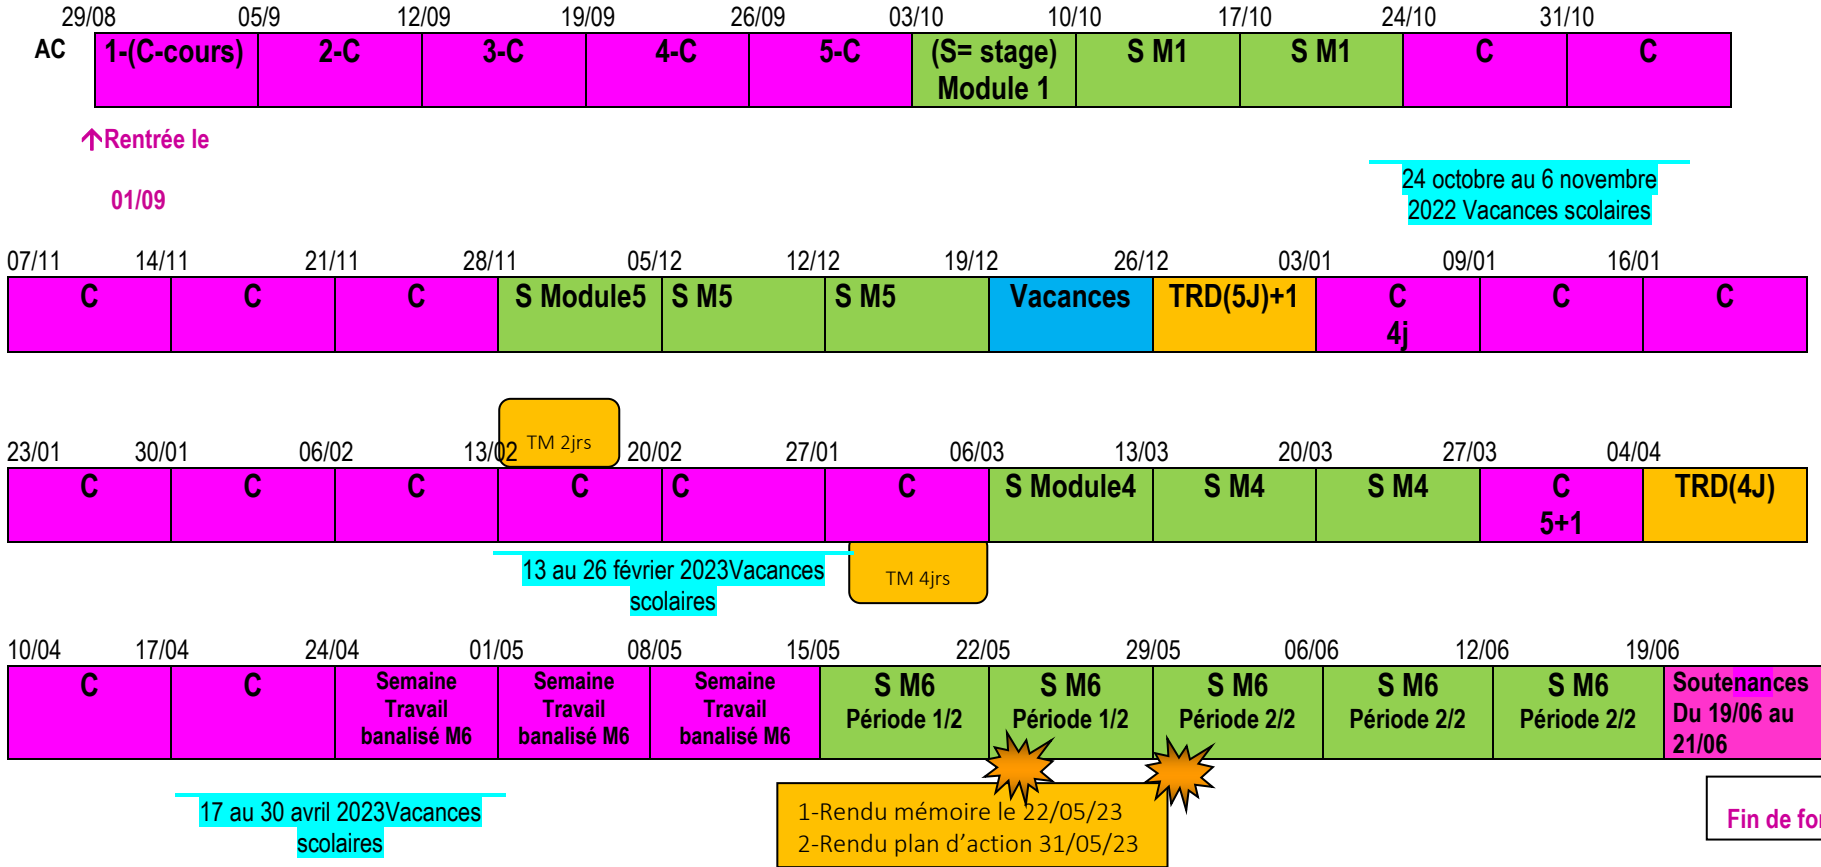 29/08 05/9 12/09 19/09 26/09 03/10 10/10 17/10 24/10 31/10
AC 1-(C-cours) 2-C 3-C 4-C 5-C (S= stage) S M1 S M1 C C
Module 1
↑Rentrée le
01/09
24 octobre au 6 novembre
2022 Vacances scolaires
07/11 14/11 21/11 28/11 05/12 12/12 19/12 26/12 03/01 09/01 16/01
C C C S Module5 S M5 S M5 Vacances TRD(5J)+1 C C C
4j
TM 2jrs
23/01 30/01 06/02 13/02 20/02 27/01 06/03 13/03 20/03 27/03 04/04
C C C C C C S Module4 S M4 S M4 C TRD(4J)
5+1
13 au 26 février 2023Vacances
scolaires
TM 4jrs
10/04 17/04 24/04 01/05 08/05 15/05 22/05 29/05 06/06 12/06 19/06
C C Semaine Semaine Semaine S M6 S M6 S M6 S M6 S M6 Soutenances
Travail Travail Travail Période 1/2 Période 1/2 Période 2/2 Période 2/2 Période 2/2 Du 19/06 au
banalisé M6 banalisé M6 banalisé M6 21/06
17 au 30 avril 2023Vacances
scolaires
1-Rendu mémoire le 22/05/23
2-Rendu plan d'action 31/05/23
Fin de for